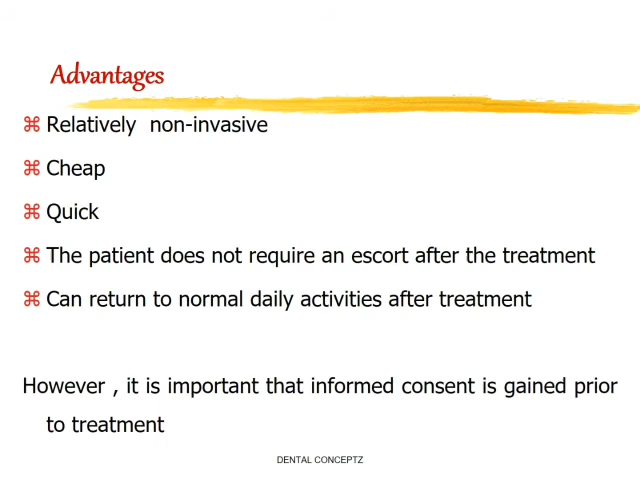 Advantages
⌘ Relatively non-invasive
⌘ Cheap
⌘ Quick
⌘ The patient does not require an escort after the treatment
⌘ Can return to normal daily activities after treatment
However , it is important that informed consent is gained prior
to treatment
DENTAL CONCEPTZ